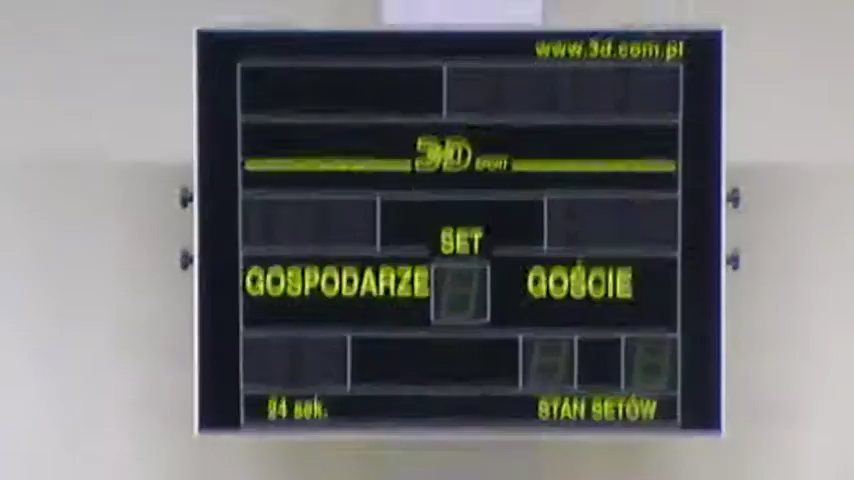 www.3d.com.pl
3D SPORT
SET
GOSPODARZE GOŚCIE
24 sek. STAN SETÓW